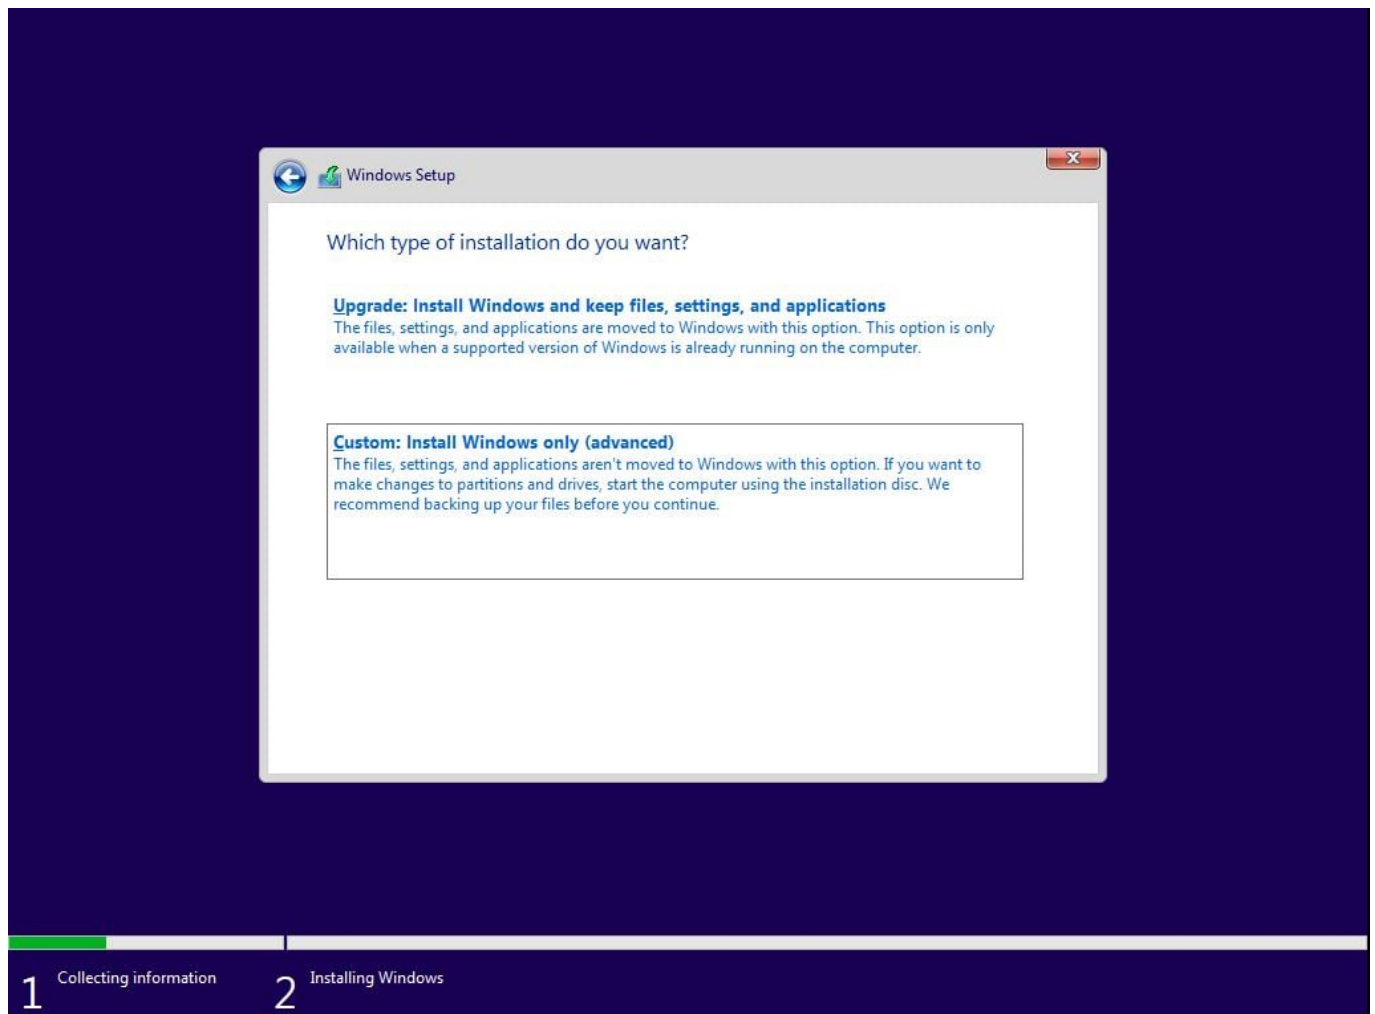 Windows Setup
Which type of installation do you want?
Upgrade: Install Windows and keep files, settings, and applications
The files, settings, and applications are moved to Windows with this option. This option is only
available when a supported version of Windows is already running on the computer.
Custom: Install Windows only (advanced)
The files, settings, and applications aren't moved to Windows with this option. If you want to
make changes to partitions and drives, start the computer using the installation disc. We
recommend backing up your files before you continue.
1 Collecting information
2 Installing Windows